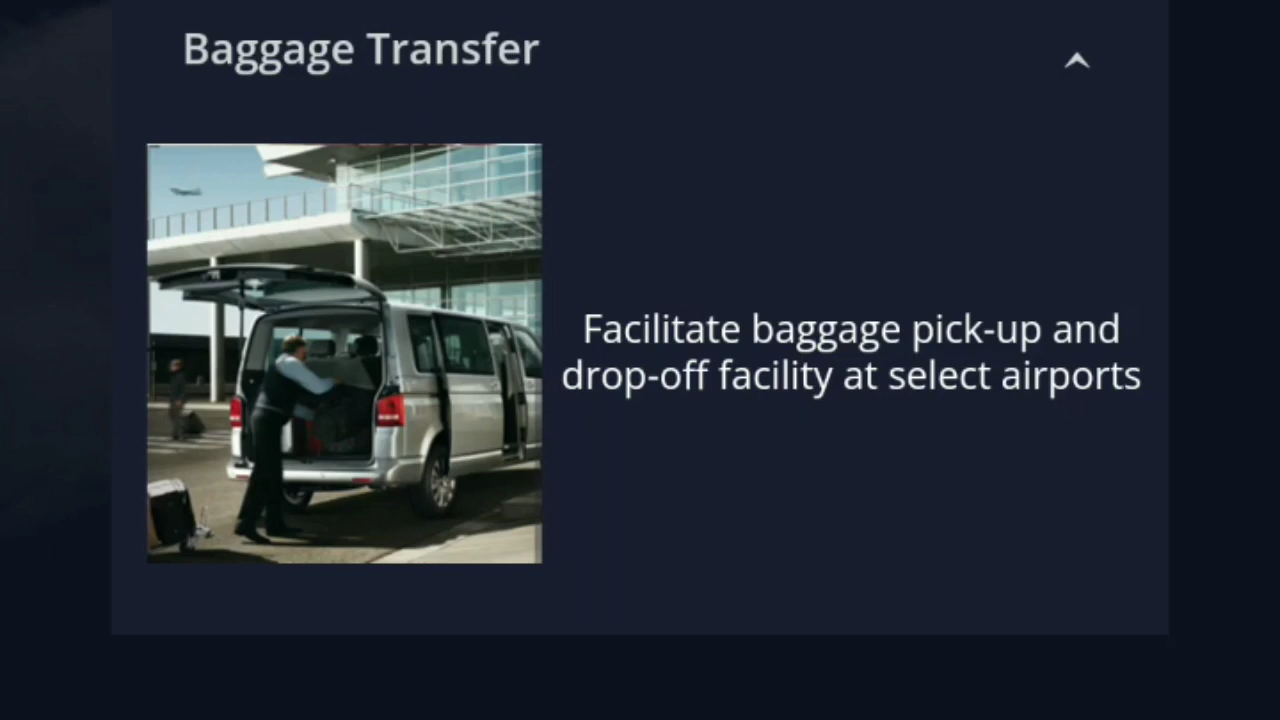 Baggage Transfer
Facilitate baggage pick-up and
drop-off facility at select airports